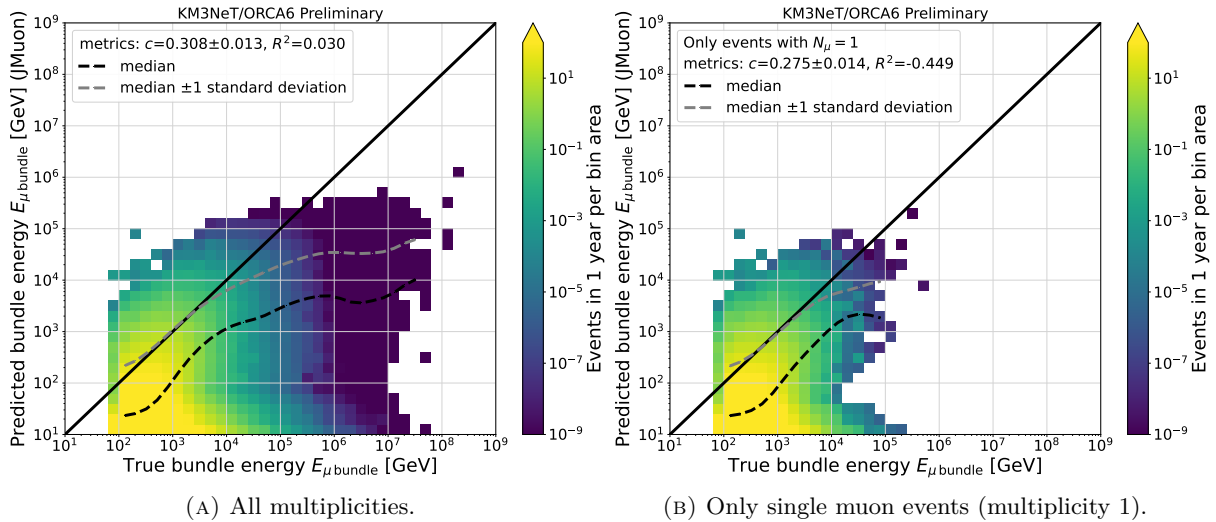 KM3NeT/ORCA6 Preliminary
metrics: c=0.308±0.013, R²=0.030
median
median ±1 standard deviation
Predicted bundle energy E_μ bundle [GeV] (JMuon)
10⁹
10⁸
10⁷
10⁶
10⁵
10⁴
10³
10²
10¹
10¹ 10² 10³ 10⁴ 10⁵ 10⁶ 10⁷ 10⁸ 10⁹
True bundle energy E_μ bundle [GeV]
10¹
10⁻¹
10⁻³
10⁻⁵
10⁻⁷
10⁻⁹
Events in 1 year per bin area
(A) All multiplicities.
KM3NeT/ORCA6 Preliminary
Only events with N_μ = 1
metrics: c=0.275±0.014, R²=-0.449
median
median ±1 standard deviation
Predicted bundle energy E_μ bundle [GeV] (JMuon)
10⁹
10⁸
10⁷
10⁶
10⁵
10⁴
10³
10²
10¹
10¹ 10² 10³ 10⁴ 10⁵ 10⁶ 10⁷ 10⁸ 10⁹
True bundle energy E_μ bundle [GeV]
10¹
10⁻¹
10⁻³
10⁻⁵
10⁻⁷
10⁻⁹
Events in 1 year per bin area
(B) Only single muon events (multiplicity 1).